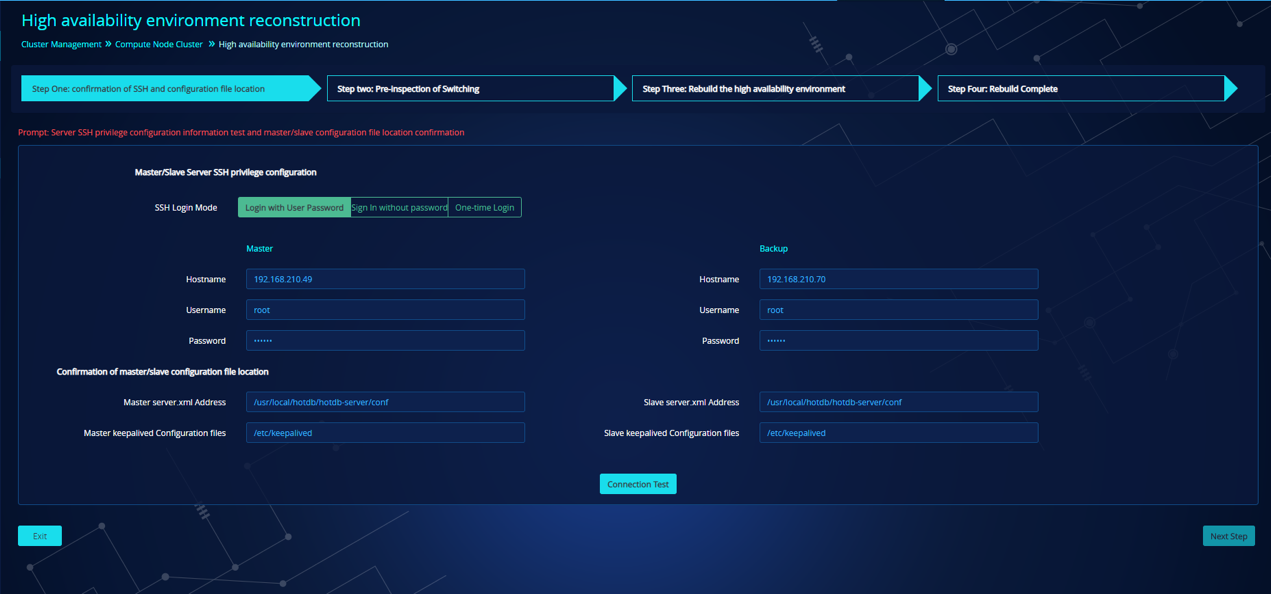 High availability environment reconstruction
Cluster Management » Compute Node Cluster » High availability environment reconstruction
Step One: confirmation of SSH and configuration file location
Step two: Pre-Inspection of Switching
Step Three: Rebuild the high availability environment
Step Four: Rebuild Complete
Prompt: Server SSH privilege configuration information test and master/slave configuration file location confirmation
Master/Slave Server SSH privilege configuration
SSH Login Mode Login with User Password Sign In without password One-time Login
Master Backup
Hostname 192.168.210.49 Hostname 192.168.210.70
Username root Username root
Password •••••• Password ••••••
Confirmation of master/slave configuration file location
Master server.xml Address /usr/local/hotdb/hotdb-server/conf Slave server.xml Address /usr/local/hotdb/hotdb-server/conf
Master keepalived Configuration files /etc/keepalived Slave keepalived Configuration files /etc/keepalived
Connection Test
Exit Next Step